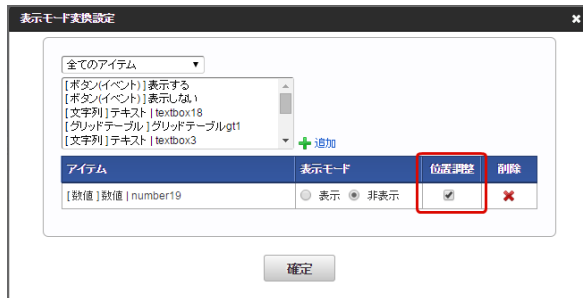 表示モード変換設定
全てのアイテム
[ボタン(イベント)]表示する
[ボタン(イベント)]表示しない
[文字列]テキスト | textbox18
[グリッドテーブル]グリッドテーブルgt1
[文字列]テキスト | textbox3
追加
アイテム 表示モード 位置調整 削除
[数値]数値 | number19 表示 非表示
確定